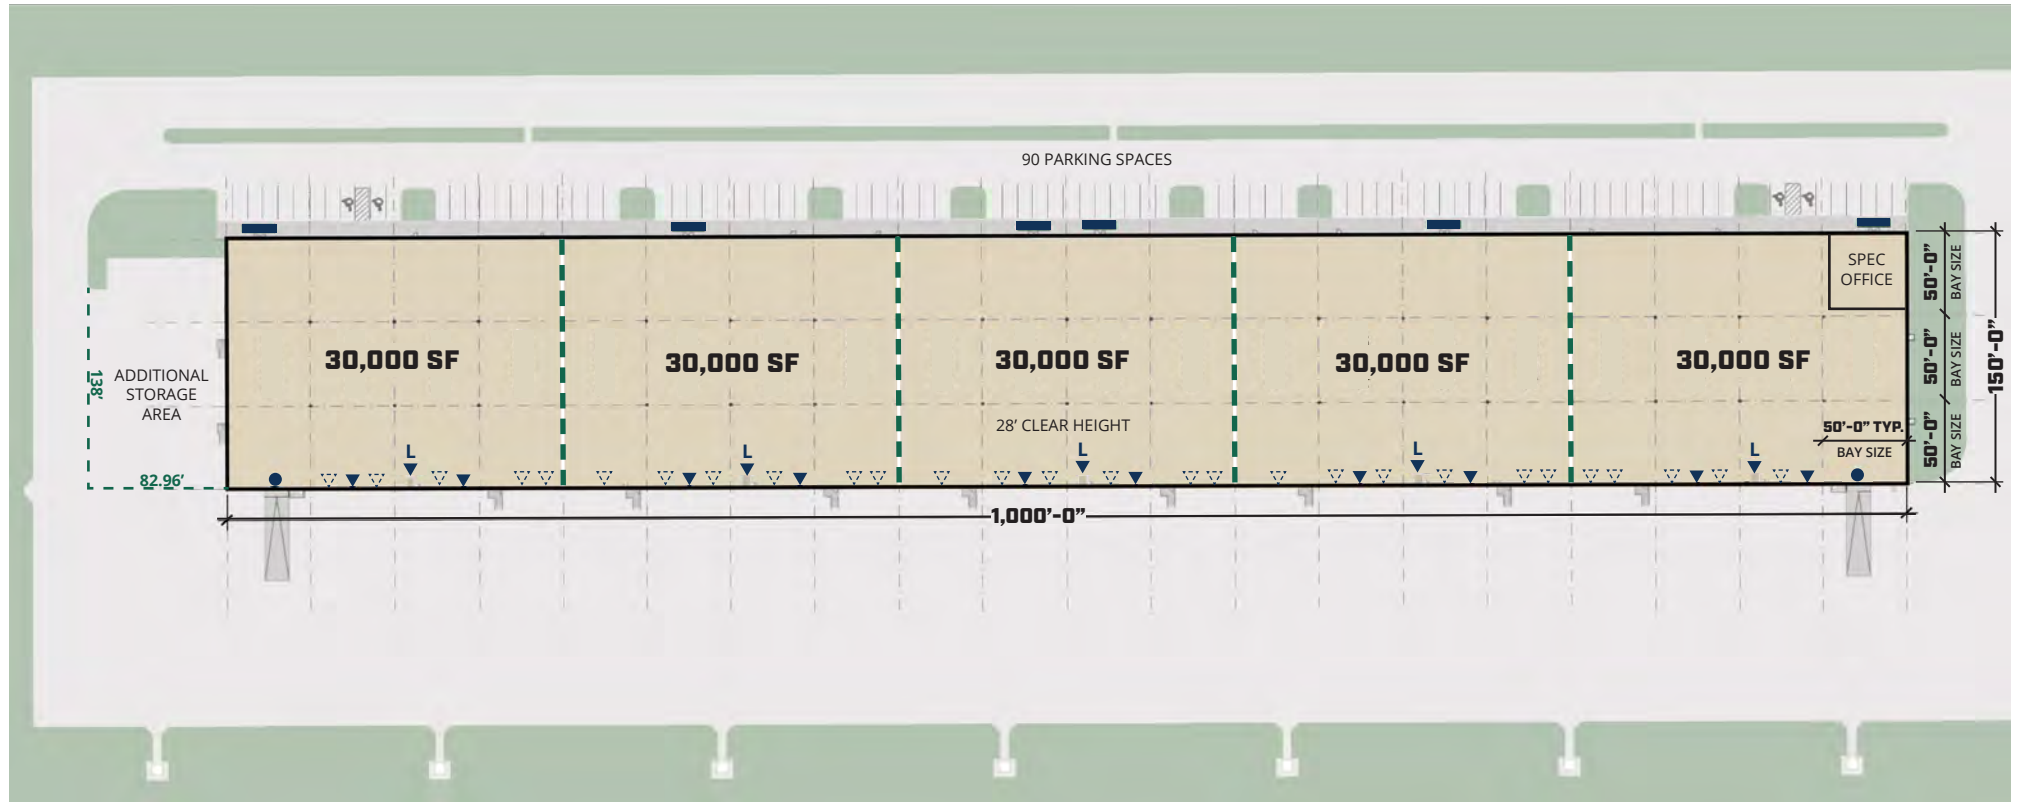 90 PARKING SPACES
SPEC
OFFICE
50'-0"
BAY SIZE
50'-0"
BAY SIZE
50'-0"
BAY SIZE
150'-0"
30,000 SF
30,000 SF
30,000 SF
30,000 SF
30,000 SF
138'
ADDITIONAL
STORAGE
AREA
28' CLEAR HEIGHT
50'-0" TYP.
BAY SIZE
L
L
L
L
L
82.96'
1,000'-0"